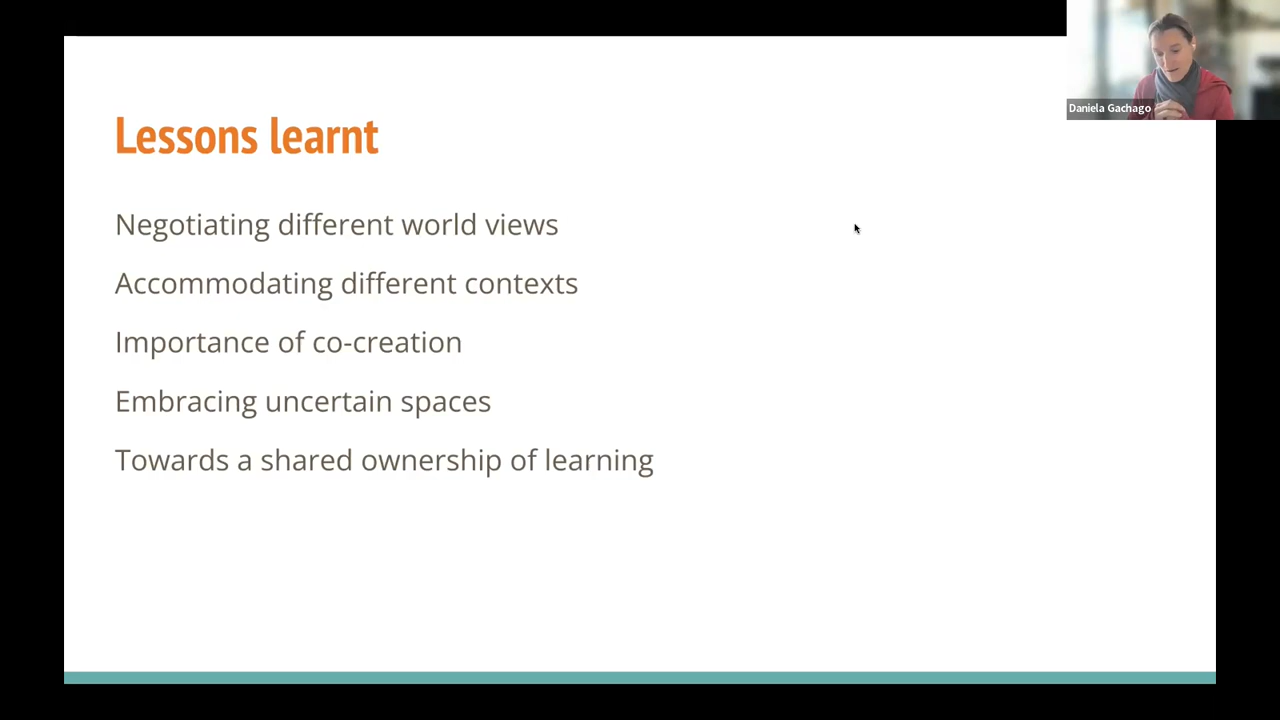 Daniela Gachago
Lessons learnt
Negotiating different world views
Accommodating different contexts
Importance of co-creation
Embracing uncertain spaces
Towards a shared ownership of learning